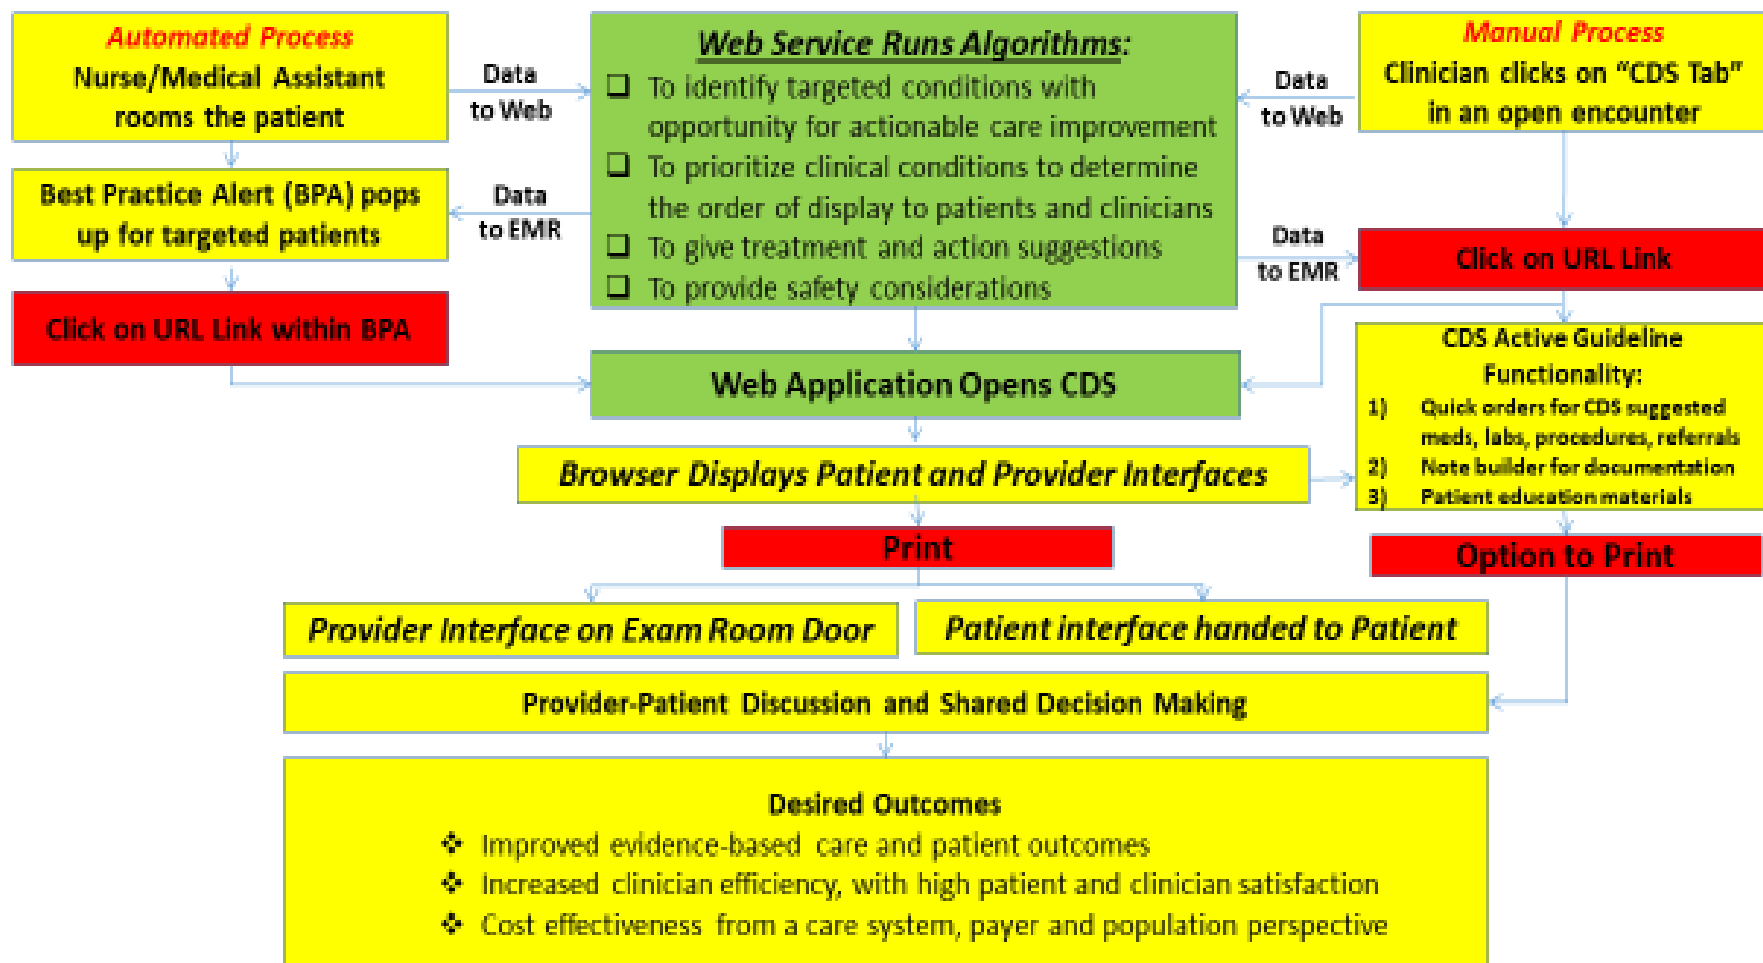 Automated Process
Nurse/Medical Assistant
rooms the patient
Data
to Web
Web Service Runs Algorithms:
To identify targeted conditions with
opportunity for actionable care improvement
To prioritize clinical conditions to determine
the order of display to patients and clinicians
To give treatment and action suggestions
To provide safety considerations
Data
to Web
Manual Process
Clinician clicks on “CDS Tab”
in an open encounter
Best Practice Alert (BPA) pops
up for targeted patients
Data
to EMR
Data
to EMR
Click on URL Link
Click on URL Link within BPA
Web Application Opens CDS
CDS Active Guideline
Functionality:
1) Quick orders for CDS suggested
meds, labs, procedures, referrals
2) Note builder for documentation
3) Patient education materials
Browser Displays Patient and Provider Interfaces
Print
Option to Print
Provider Interface on Exam Room Door
Patient interface handed to Patient
Provider-Patient Discussion and Shared Decision Making
Desired Outcomes
Improved evidence-based care and patient outcomes
Increased clinician efficiency, with high patient and clinician satisfaction
Cost effectiveness from a care system, payer and population perspective